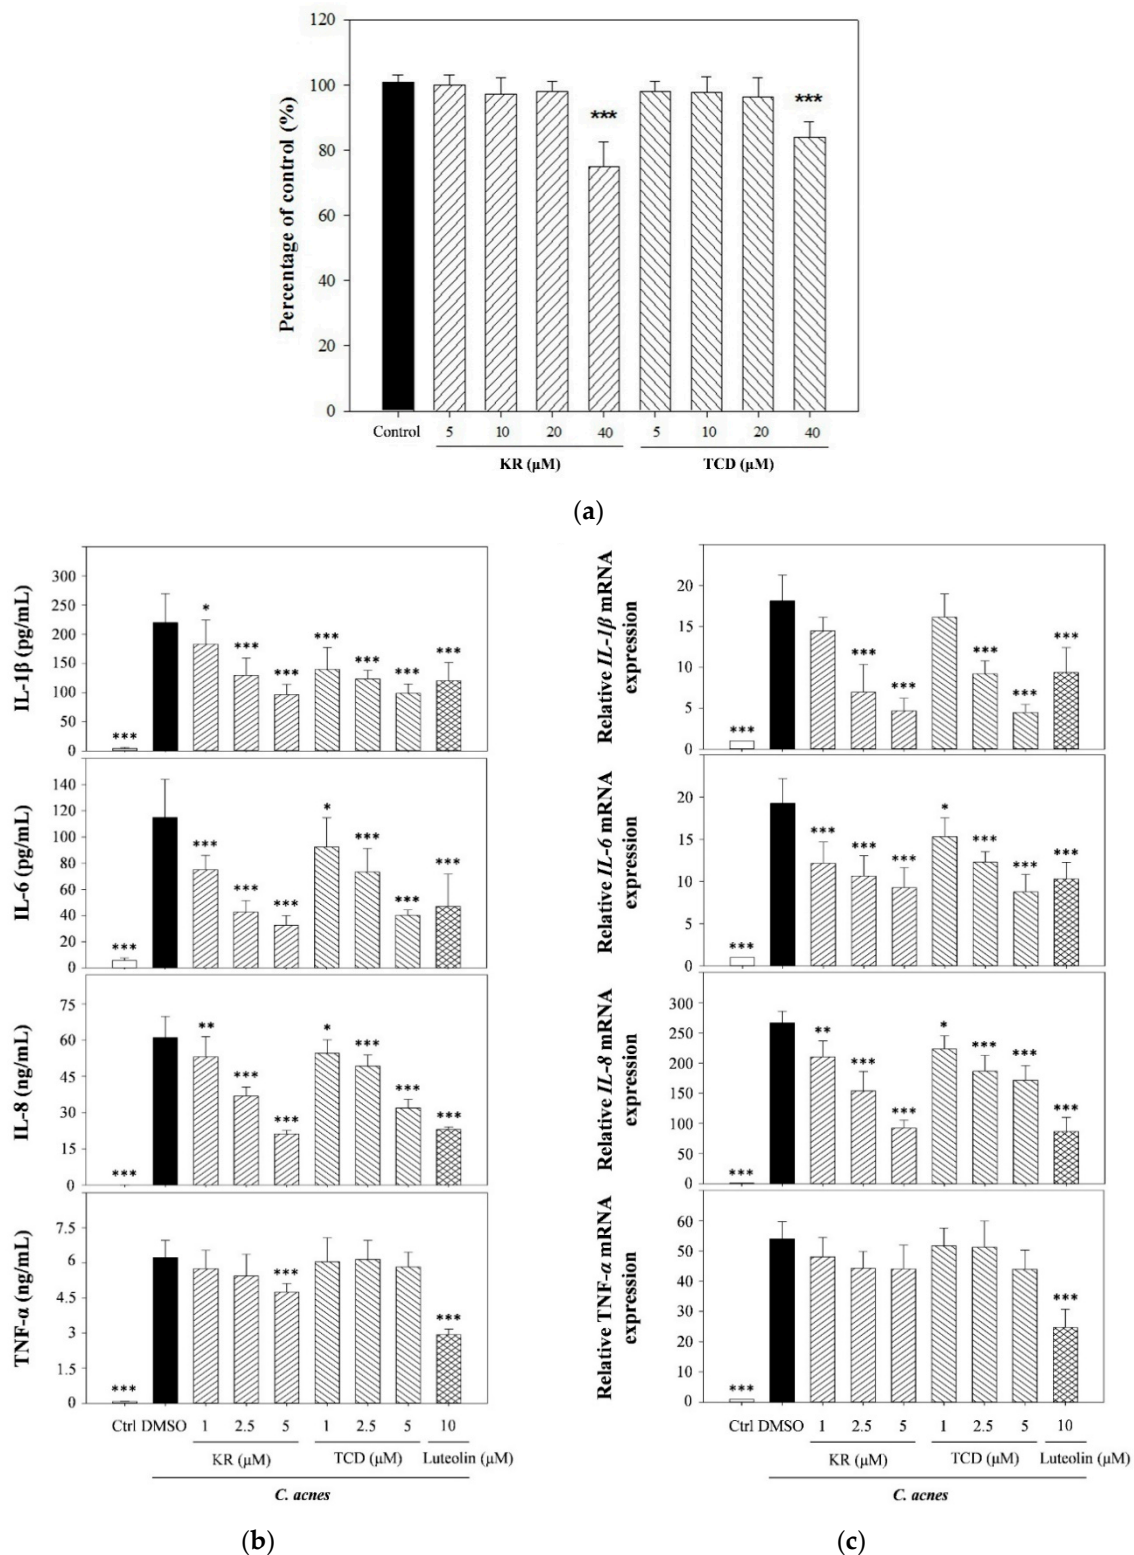 120
100
80
60
40
20
0
Percentage of control (%)
***
***
Control 5 10 20 40 5 10 20 40
KR (μM) TCD (μM)
(a)
IL-1β (pg/mL)
300
250
200
150
100
50
0
*** * *** *** *** *** *** ***
IL-6 (pg/mL)
140
120
100
80
60
40
20
0
*** *** *** *** * *** *** ***
IL-8 (ng/mL)
75
60
45
30
15
0
*** ** *** *** * *** *** ***
TNF-α (ng/mL)
7.5
6
4.5
3
1.5
0
*** *** ***
Ctrl DMSO 1 2.5 5 1 2.5 5 10
KR (μM) TCD (μM) Luteolin (μM)
C. acnes
(b)
Relative IL-1β mRNA
expression
20
15
10
5
0
*** *** *** *** *** ***
Relative IL-6 mRNA
expression
20
15
10
5
0
*** *** *** *** * *** *** ***
Relative IL-8 mRNA
expression
300
250
200
150
100
50
0
*** ** *** *** * *** *** ***
Relative TNF-α mRNA
expression
60
50
40
30
20
10
0
*** ***
Ctrl DMSO 1 2.5 5 1 2.5 5 10
KR (μM) TCD (μM) Luteolin (μM)
C. acnes
(c)